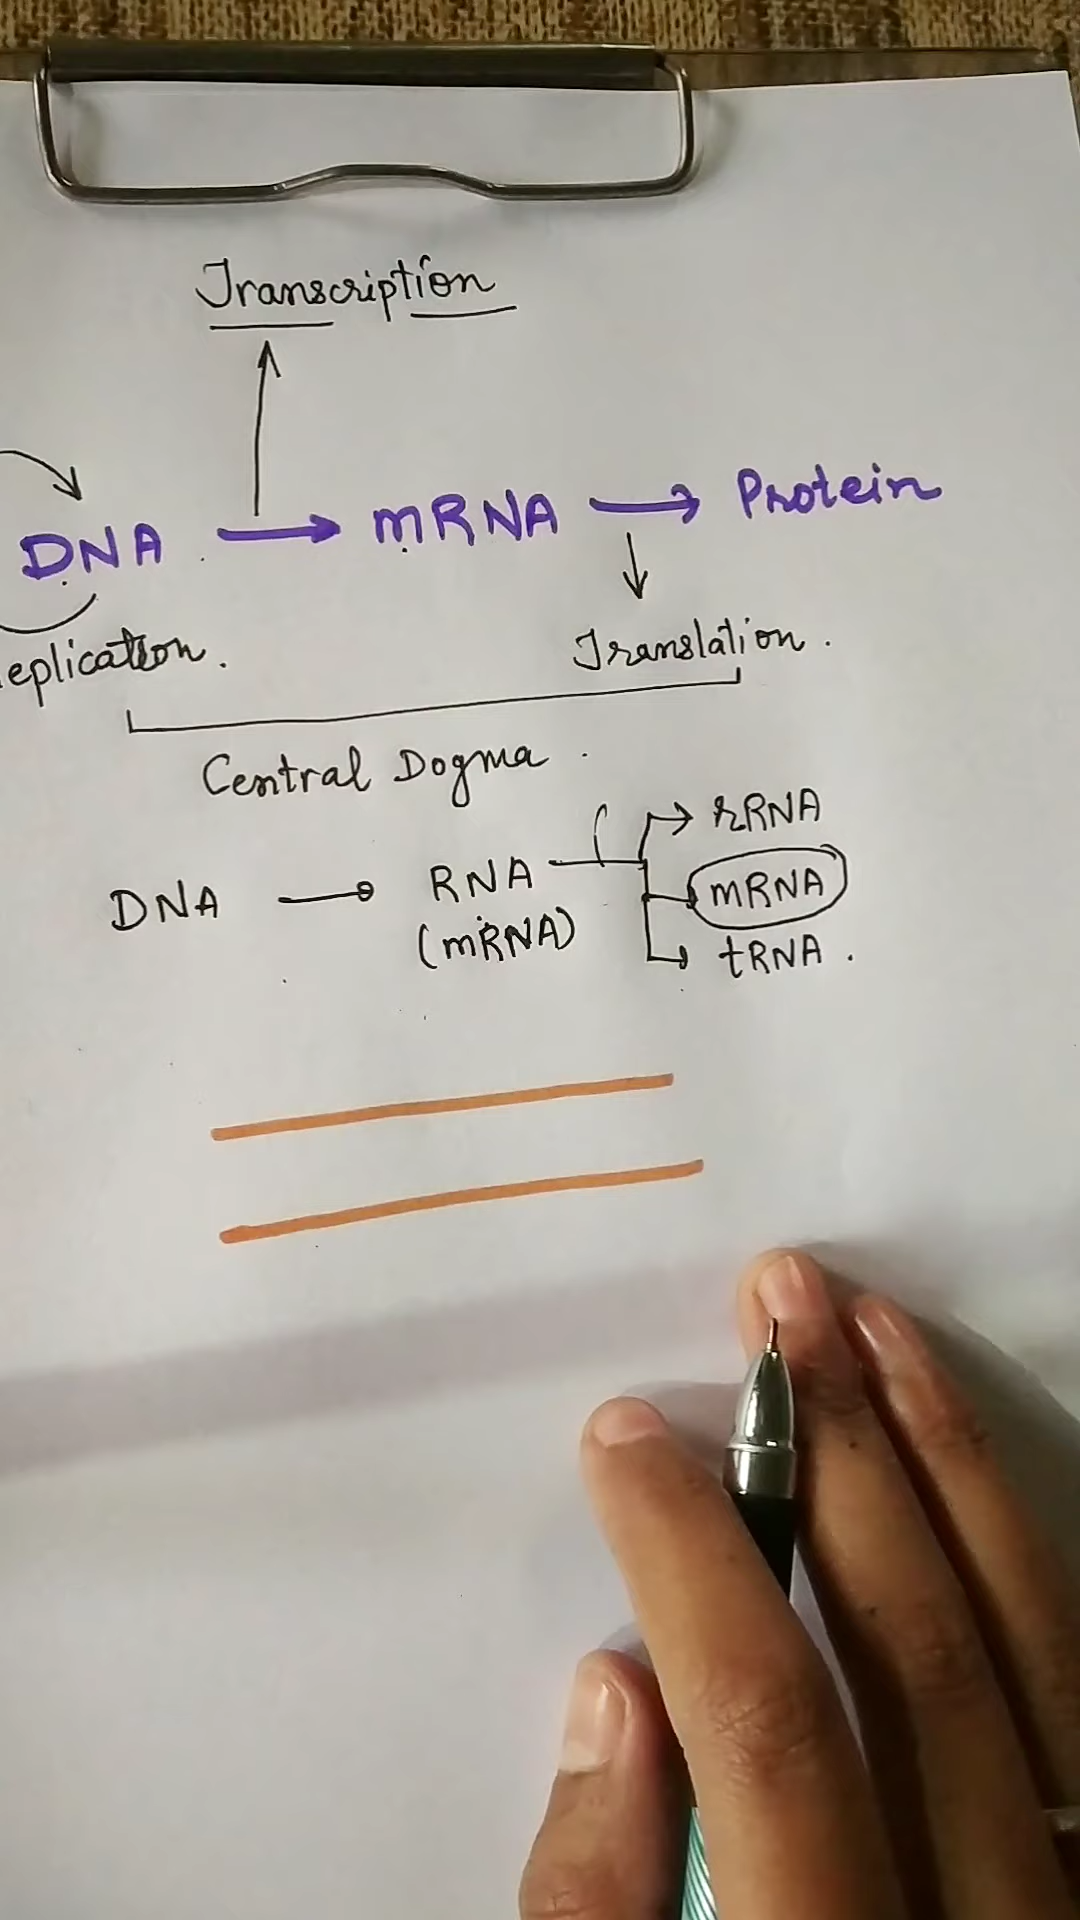 Transcription
DNA → mRNA → Protein
eplication.
Translation.
Central Dogma.
rRNA
DNA → RNA
mRNA
(mRNA)
tRNA.